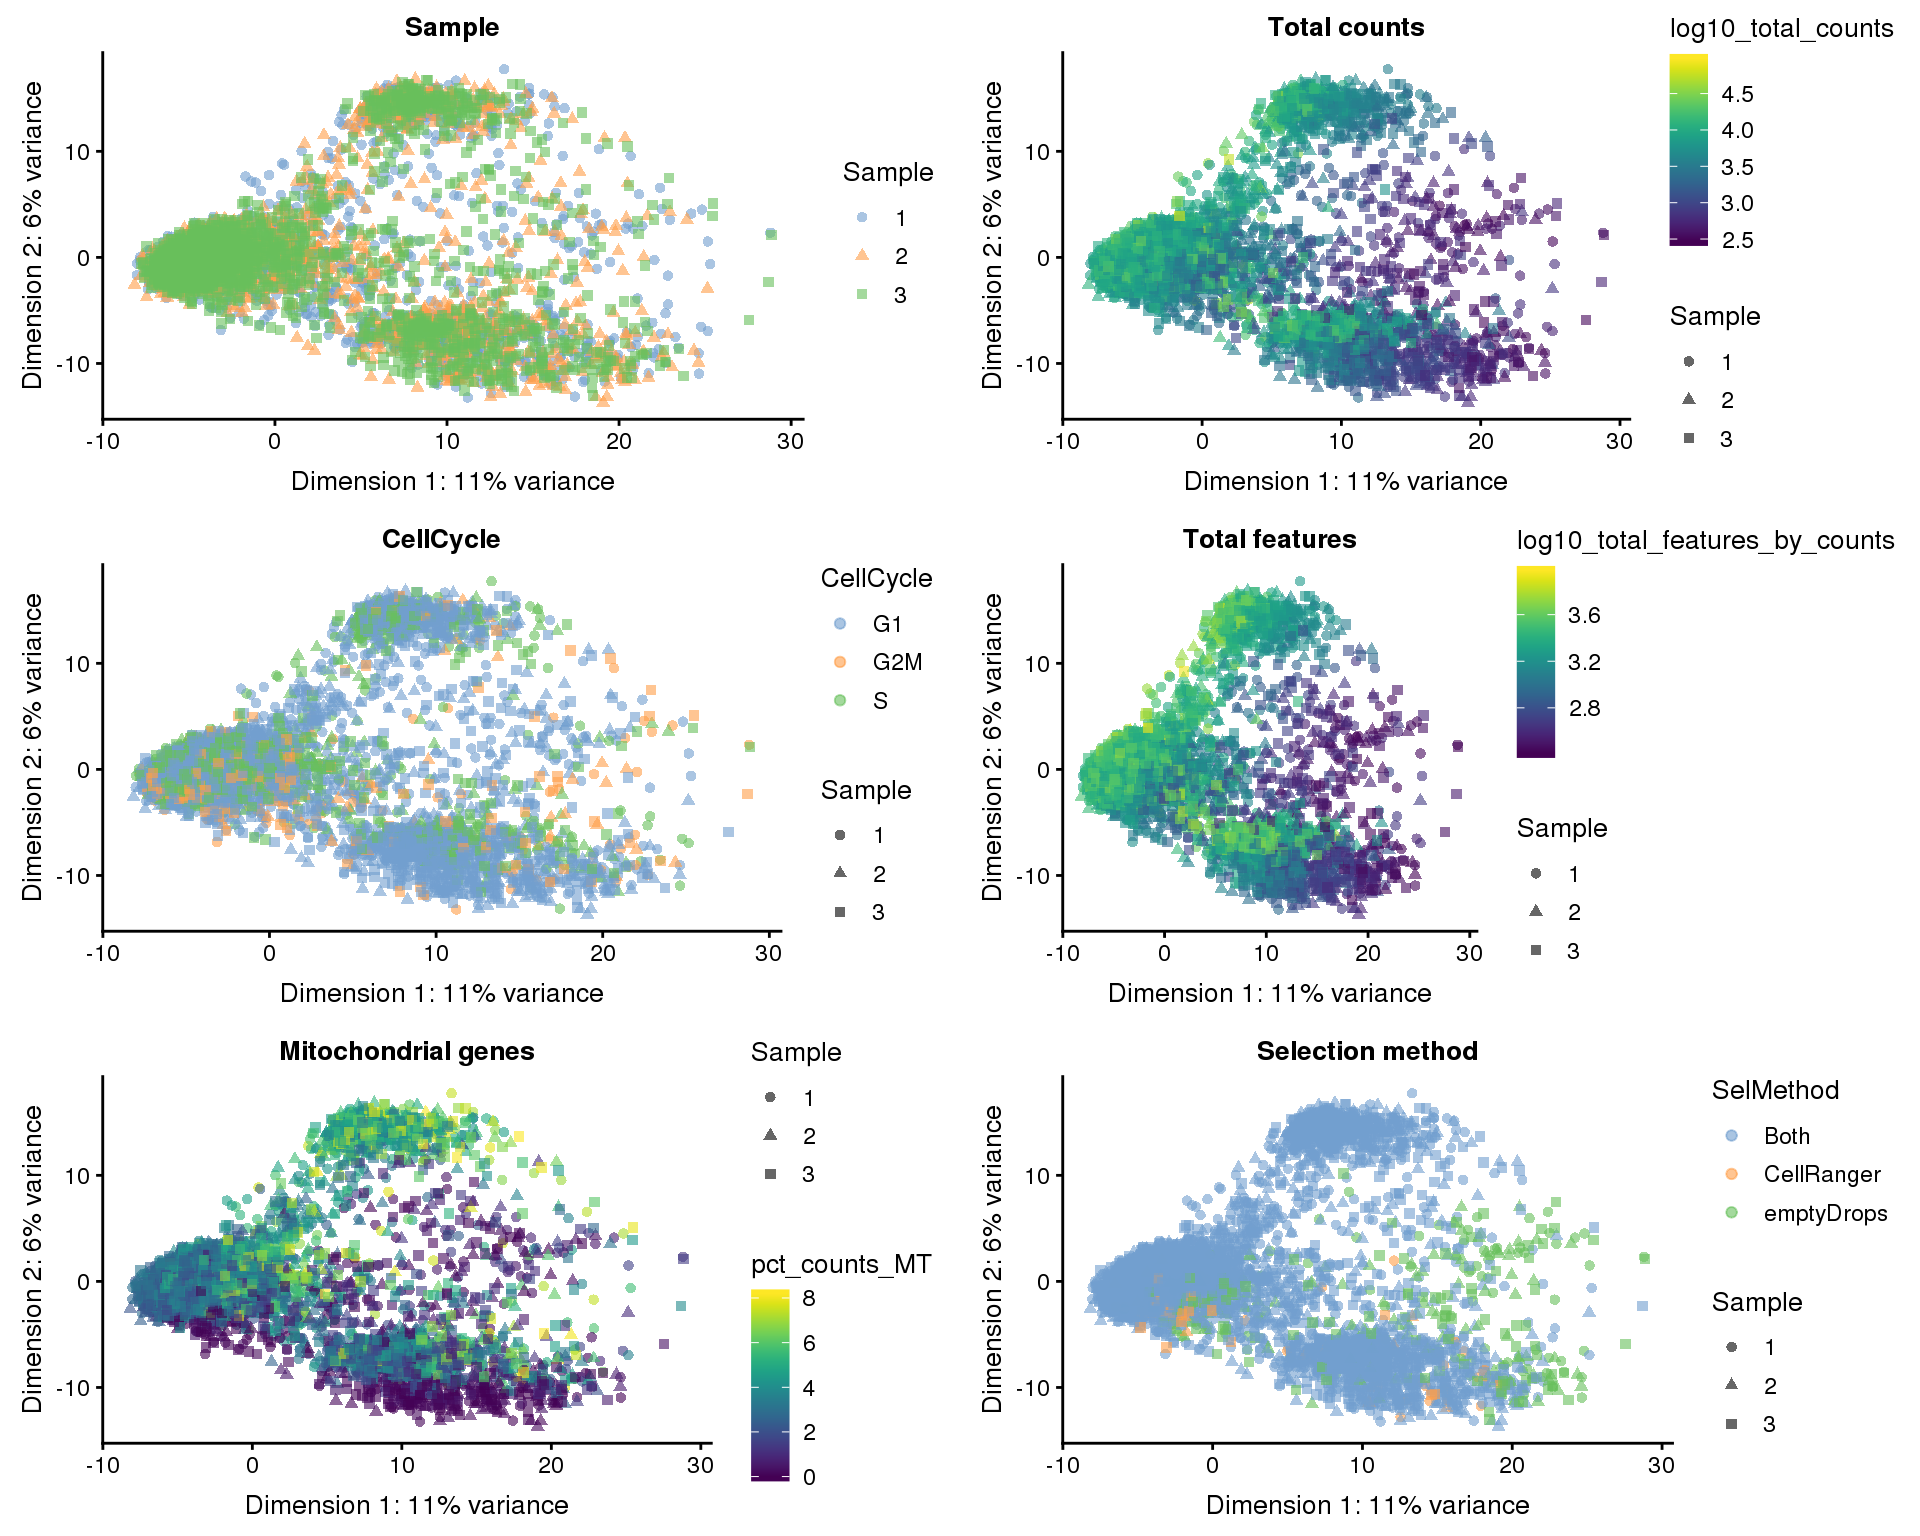 Sample
Dimension 2: 6% variance
10
0
-10
-10
0
10
20
30
Dimension 1: 11% variance
Sample
1
2
3
Total counts
Dimension 2: 6% variance
10
0
-10
-10
0
10
20
30
Dimension 1: 11% variance
log10_total_counts
4.5
4.0
3.5
3.0
2.5
Sample
1
2
3
CellCycle
Dimension 2: 6% variance
10
0
-10
-10
0
10
20
30
Dimension 1: 11% variance
CellCycle
G1
G2M
S
Sample
1
2
3
Total features
Dimension 2: 6% variance
10
0
-10
-10
0
10
20
30
Dimension 1: 11% variance
log10_total_features_by_counts
3.6
3.2
2.8
Sample
1
2
3
Mitochondrial genes
Dimension 2: 6% variance
10
0
-10
-10
0
10
20
30
Dimension 1: 11% variance
Sample
1
2
3
pct_counts_MT
8
6
4
2
0
Selection method
Dimension 2: 6% variance
10
0
-10
-10
0
10
20
30
Dimension 1: 11% variance
SelMethod
Both
CellRanger
emptyDrops
Sample
1
2
3